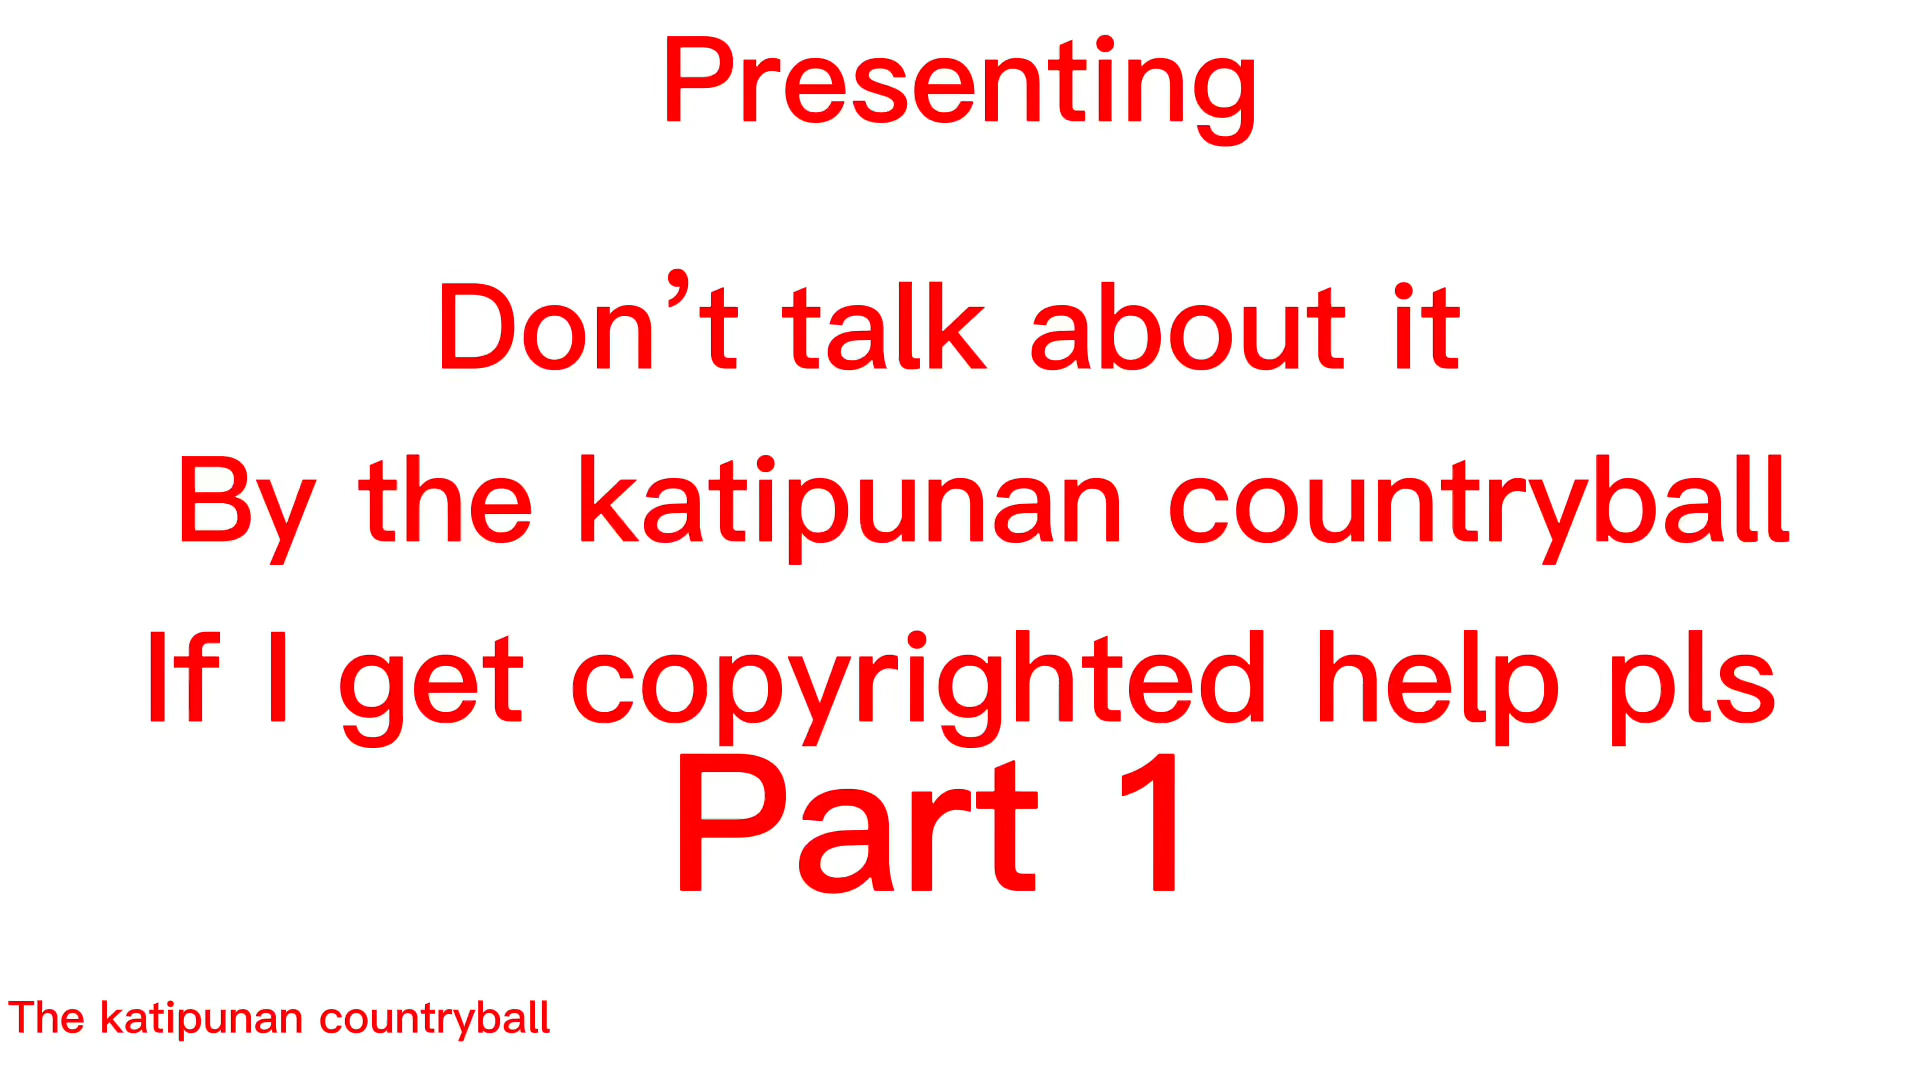 Presenting
Don’t talk about it
By the katipunan countryball
If I get copyrighted help pls
Part 1
The katipunan countryball